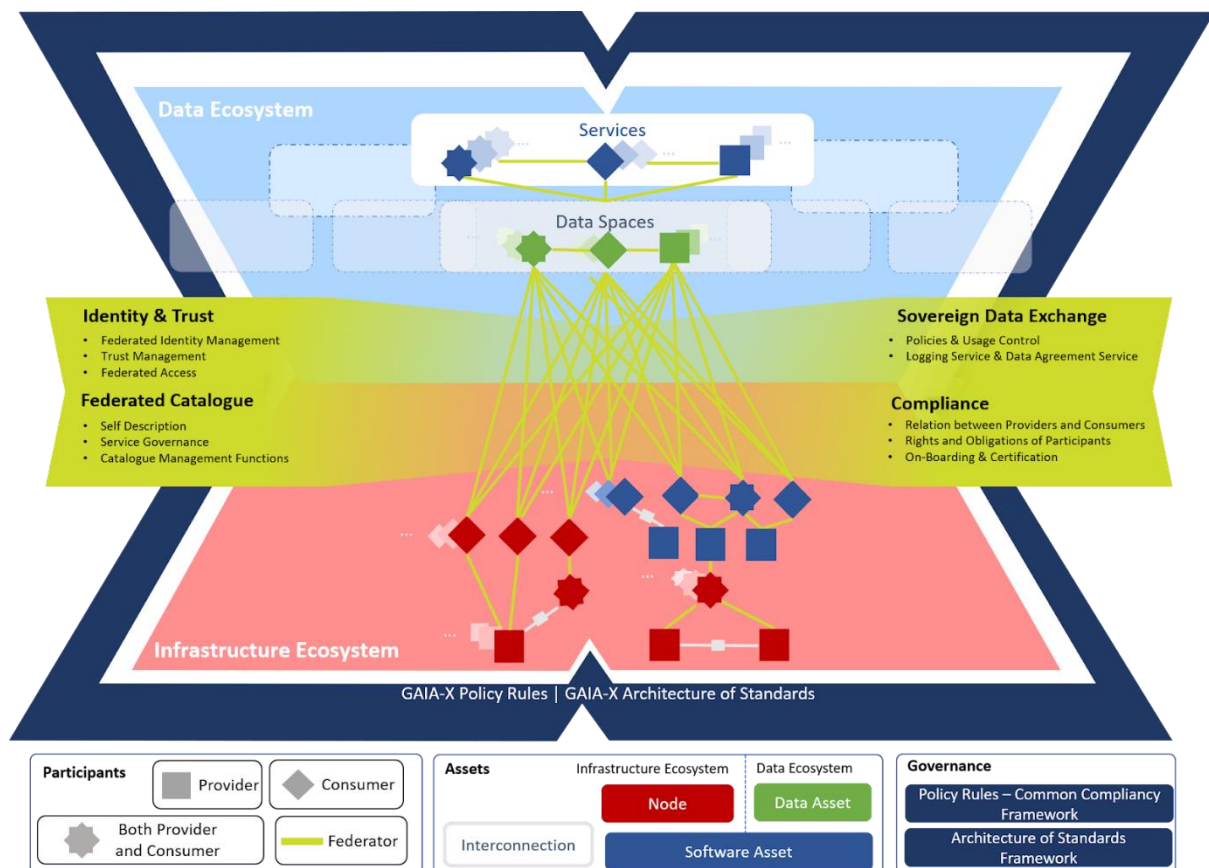 Data Ecosystem
Services
...
...
...
Data Spaces
...
...
Identity & Trust
• Federated Identity Management
• Trust Management
• Federated Access
Federated Catalogue
• Self Description
• Service Governance
• Catalogue Management Functions
Sovereign Data Exchange
• Policies & Usage Control
• Logging Service & Data Agreement Service
Compliance
• Relation between Providers and Consumers
• Rights and Obligations of Participants
• On-Boarding & Certification
...
...
...
...
Infrastructure Ecosystem
GAIA-X Policy Rules | GAIA-X Architecture of Standards
Participants
Provider
Consumer
Both Provider
and Consumer
Federator
Assets
Infrastructure Ecosystem
Data Ecosystem
Node
Data Asset
Interconnection
Software Asset
Governance
Policy Rules – Common Compliancy
Framework
Architecture of Standards
Framework